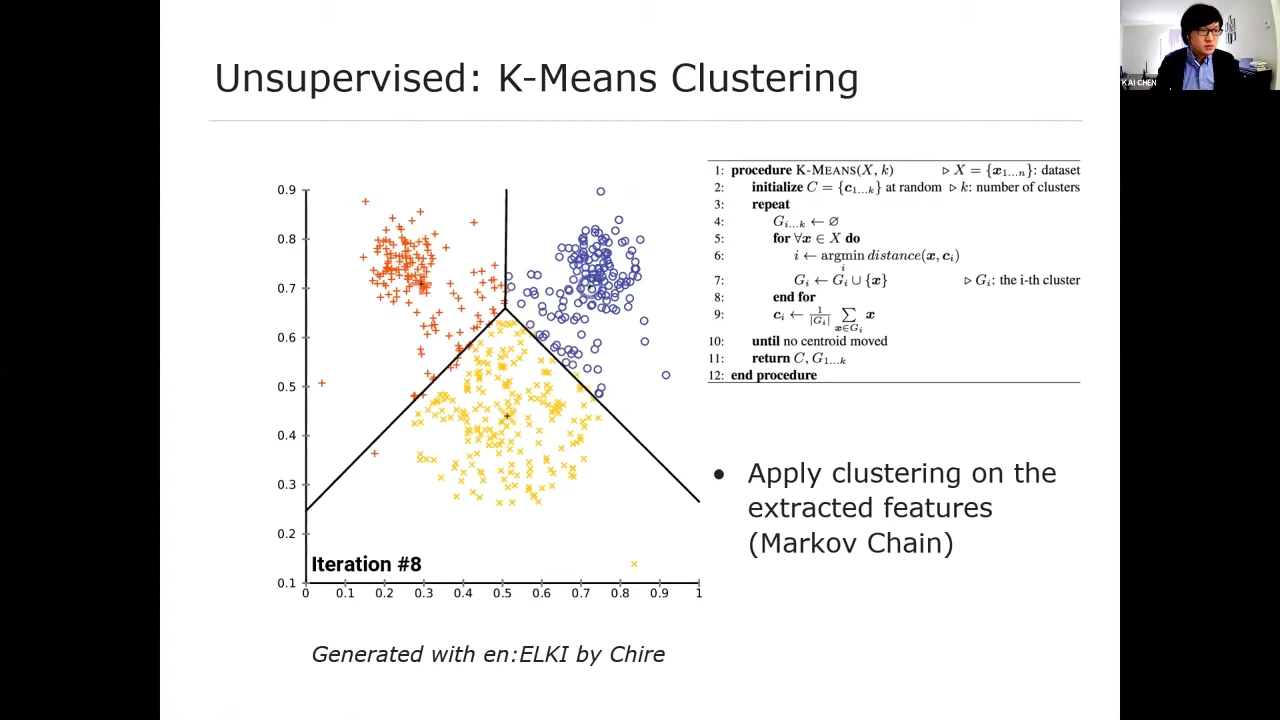 Unsupervised: K-Means Clustering
KAI CHEN
0.9
0.8
0.7
0.6
0.5
0.4
0.3
0.2
0.1
0 0.1 0.2 0.3 0.4 0.5 0.6 0.7 0.8 0.9 1
Iteration #8
Generated with en:ELKI by Chire
1: procedure K-MEANS(X, k) ▷ X = {x₁…ₙ}: dataset
2: initialize C = {c₁…ₖ} at random ▷ k: number of clusters
3: repeat
4: Gᵢ…ₖ ← ∅
5: for ∀x ∈ X do
6: i ← argmin distance(x, cᵢ)
i
7: Gᵢ ← Gᵢ ∪ {x} ▷ Gᵢ: the i-th cluster
8: end for
9: cᵢ ← 1/|Gᵢ| ∑ x
x∈Gᵢ
10: until no centroid moved
11: return C, G₁…ₖ
12: end procedure
● Apply clustering on the
extracted features
(Markov Chain)